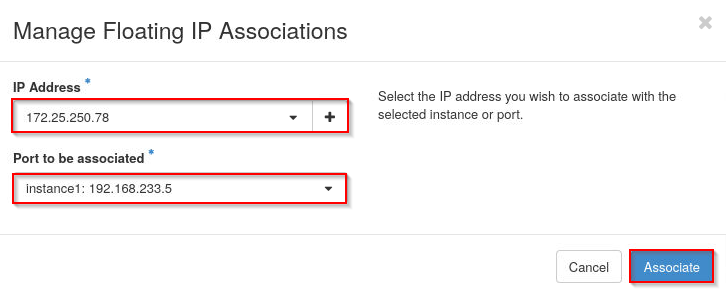 Manage Floating IP Associations
IP Address *
172.25.250.78
Select the IP address you wish to associate with the
selected instance or port.
Port to be associated *
instance1: 192.168.233.5
Cancel
Associate